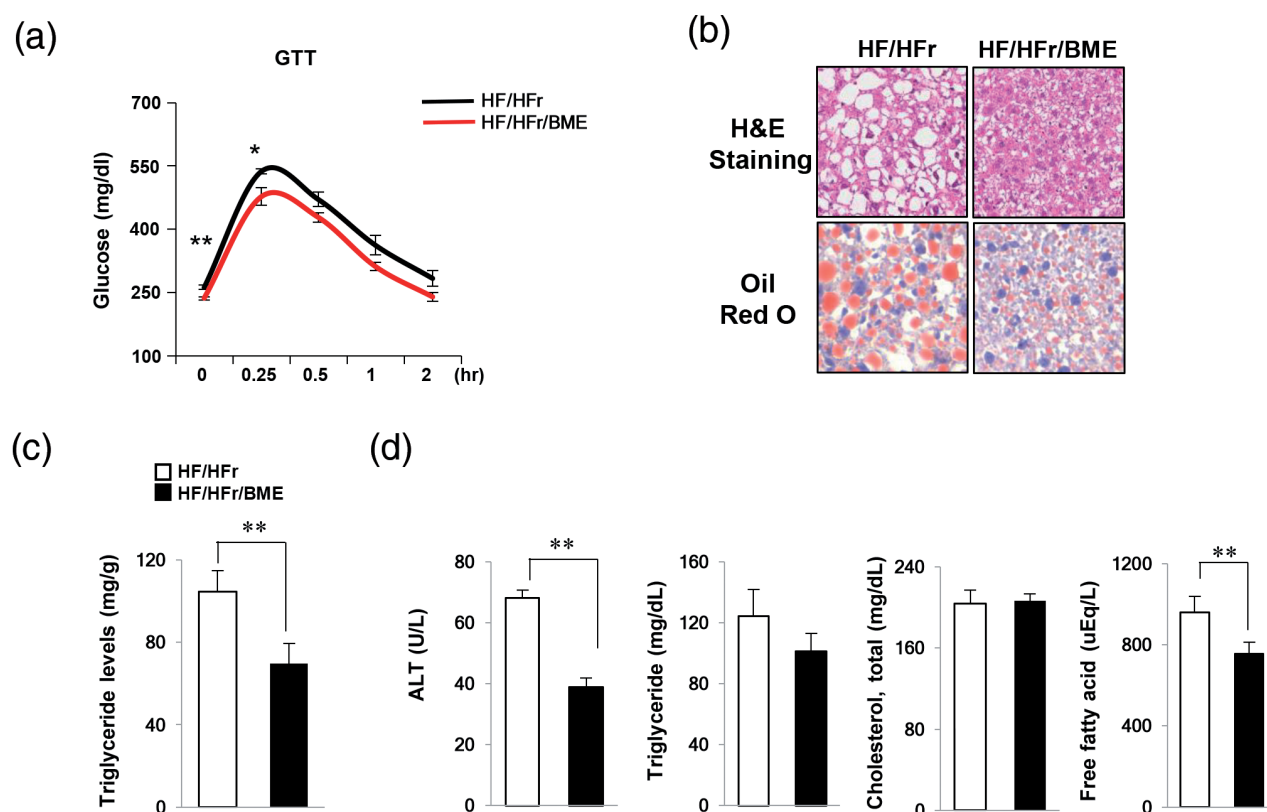 (a)
GTT
700
550
400
250
100
Glucose (mg/dl)
**
*
HF/HFr
HF/HFr/BME
0 0.25 0.5 1 2 (hr)
(b)
HF/HFr HF/HFr/BME
H&E
Staining
Oil
Red O
(c)
HF/HFr
HF/HFr/BME
**
Triglyceride levels (mg/g)
120
80
40
0
(d)
**
ALT (U/L)
80
60
40
20
0
Triglyceride (mg/dL)
160
120
80
40
0
Cholesterol, total (mg/dL)
240
160
80
0
**
Free fatty acid (uEq/L)
1200
800
400
0